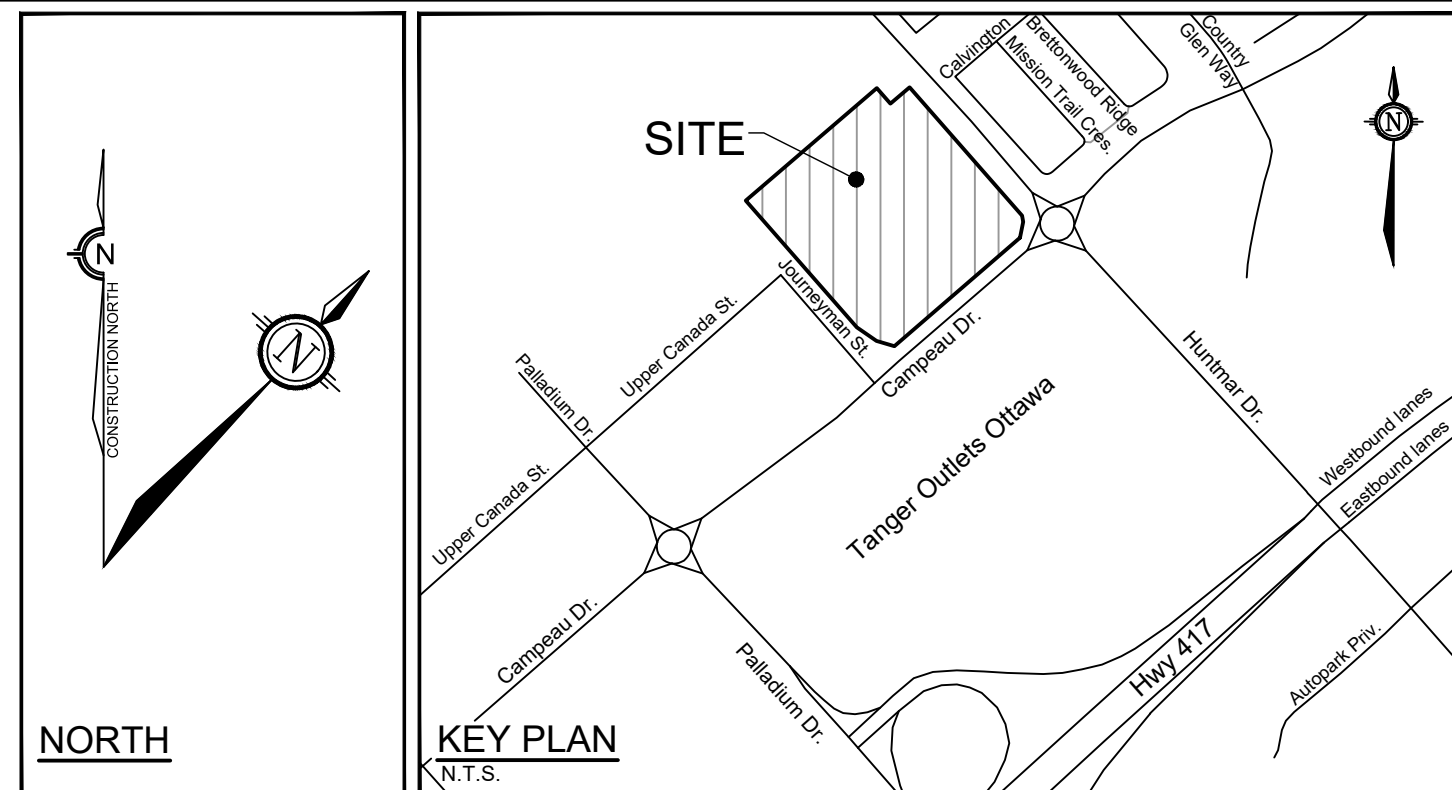 N
CONSTRUCTION NORTH
N
NORTH
SITE
Calvington
Brettonwood Ridge
Mission Trail Cres.
Country
Glen Way
N
Journeyman St.
Upper Canada St.
Campeau Dr.
Palladium Dr.
Huntmar Dr.
Tanger Outlets Ottawa
Westbound lanes
Eastbound lanes
Upper Canada St.
Campeau Dr.
Palladium Dr.
Hwy 417
Autopark Priv.
KEY PLAN
N.T.S.